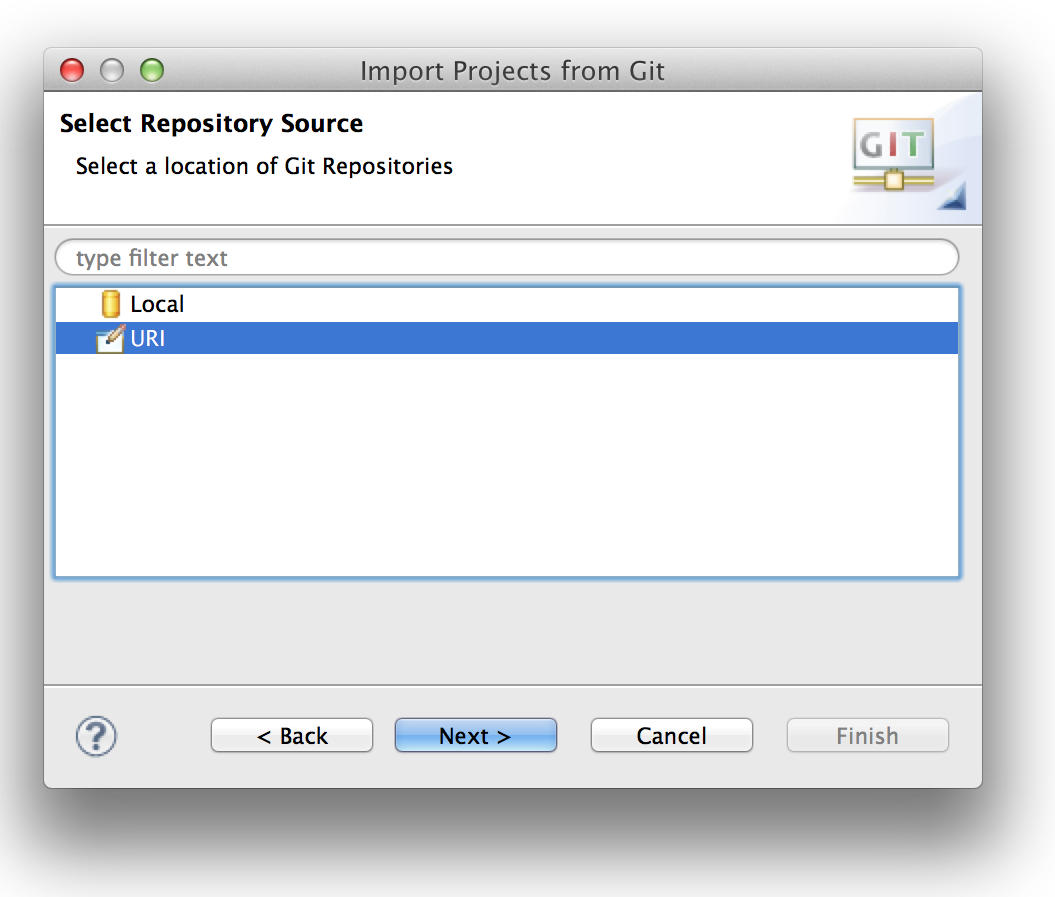 Import Projects from Git
Select Repository Source
Select a location of Git Repositories
GIT
type filter text
Local
URI
? < Back Next > Cancel Finish